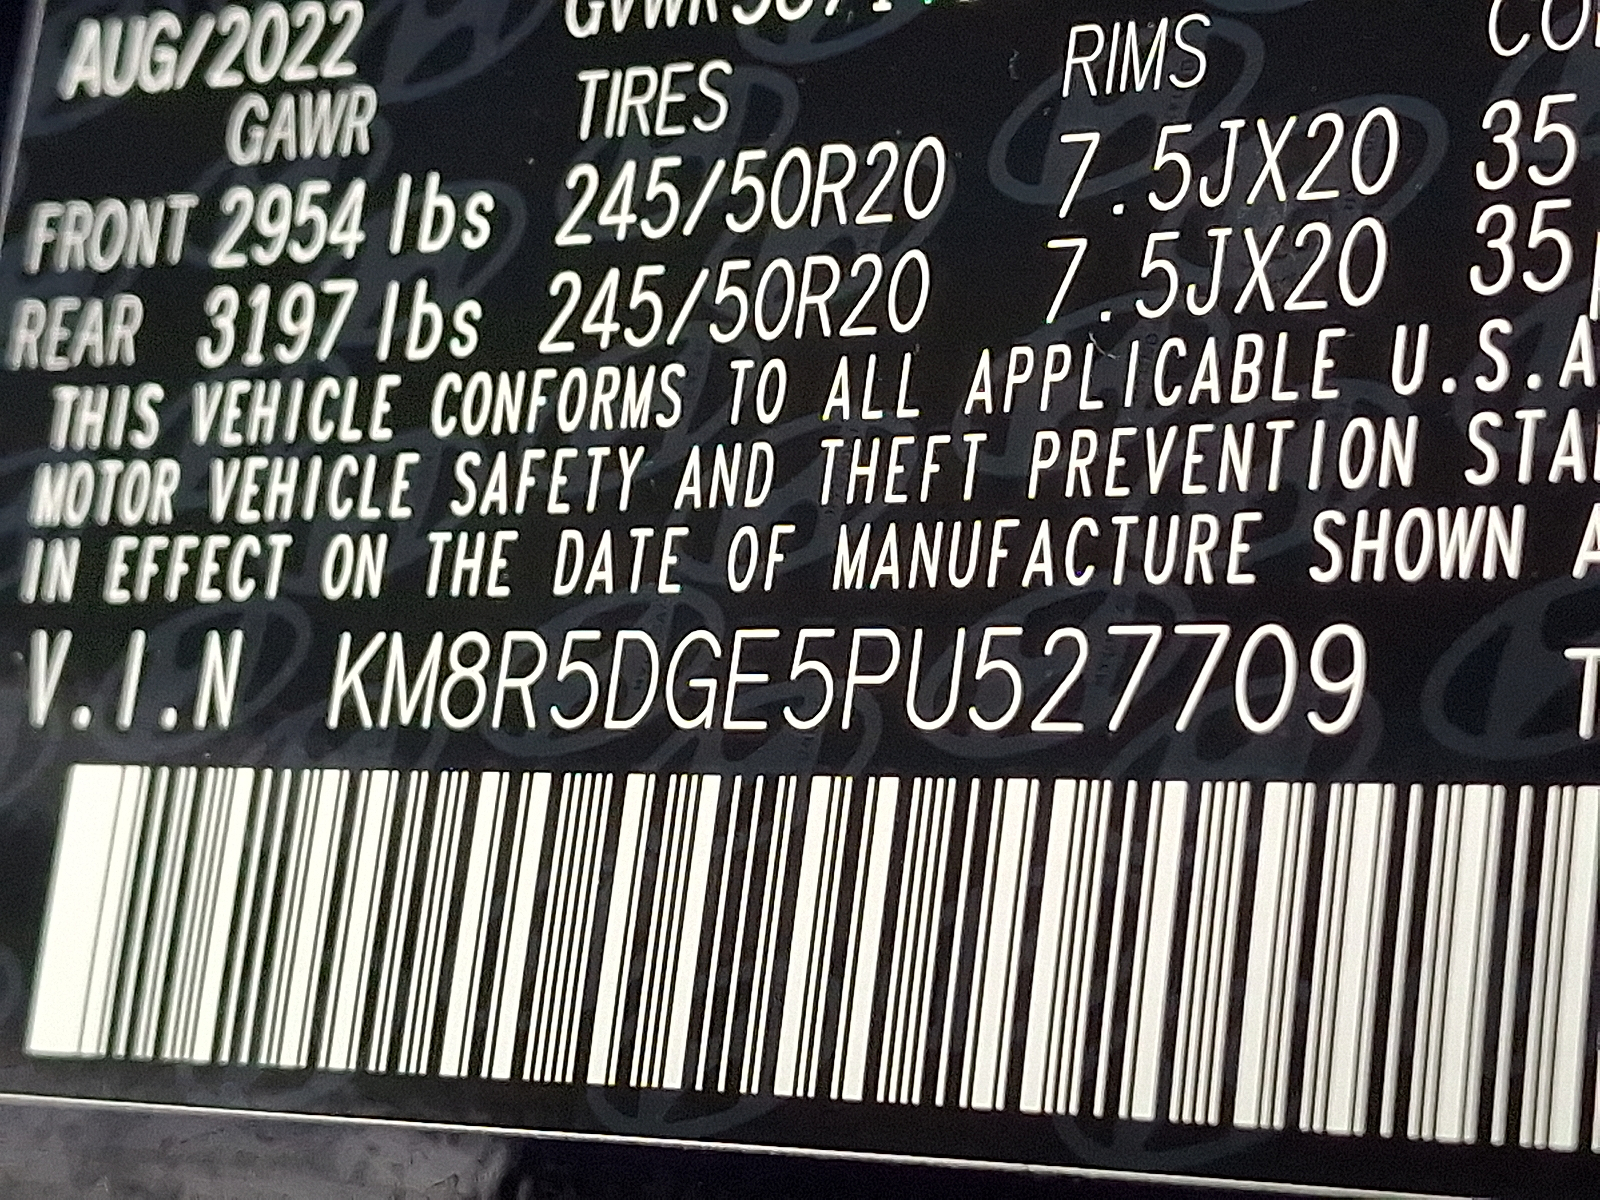 AUG/2022
GAWR TIRES RIMS
FRONT 2954 lbs 245/50R20 7.5JX20 35
REAR 3197 lbs 245/50R20 7.5JX20 35
THIS VEHICLE CONFORMS TO ALL APPLICABLE U.S.A
MOTOR VEHICLE SAFETY AND THEFT PREVENTION STA
IN EFFECT ON THE DATE OF MANUFACTURE SHOWN A
V.I.N KM8R5DGE5PU527709 T